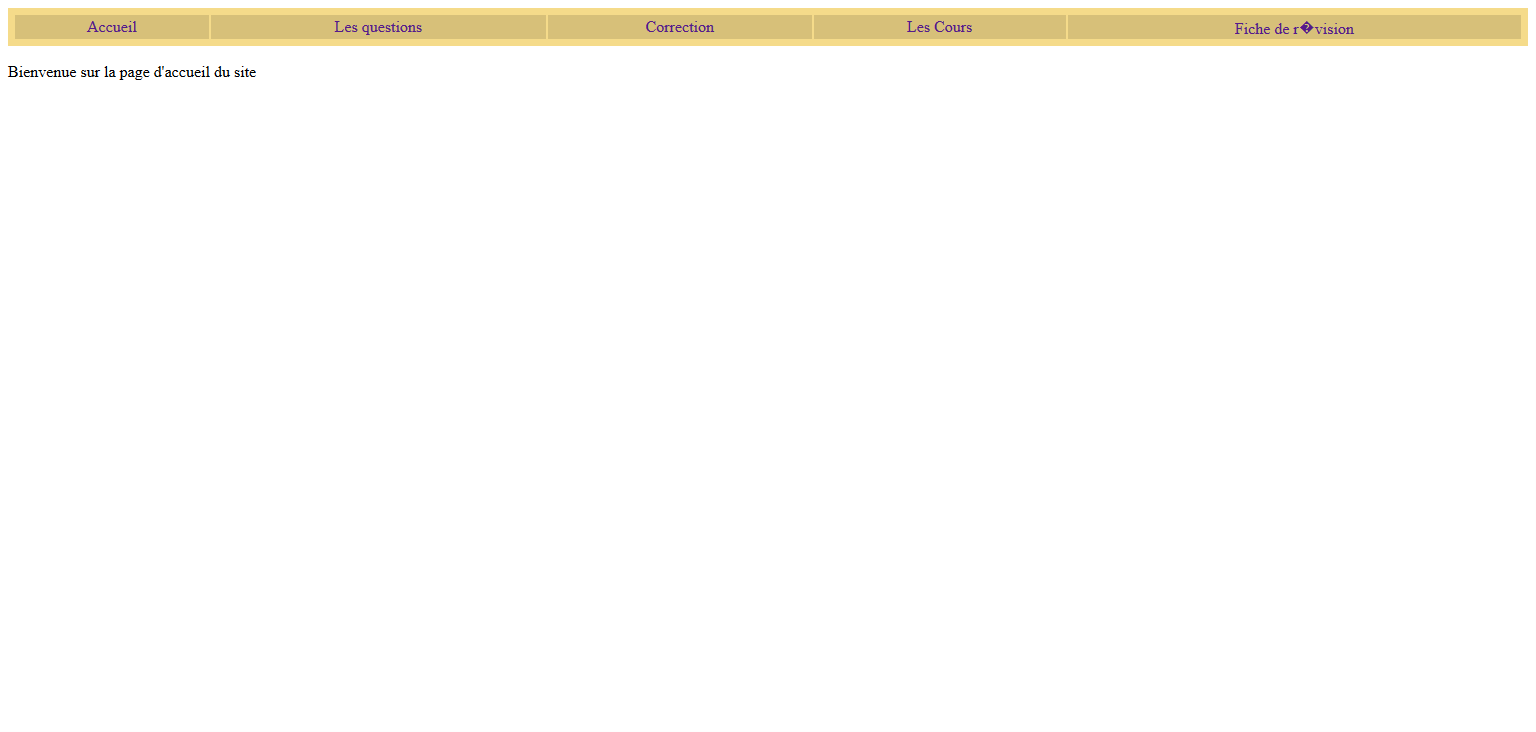 Accueil Les questions Correction Les Cours Fiche de r�vision
Bienvenue sur la page d'accueil du site